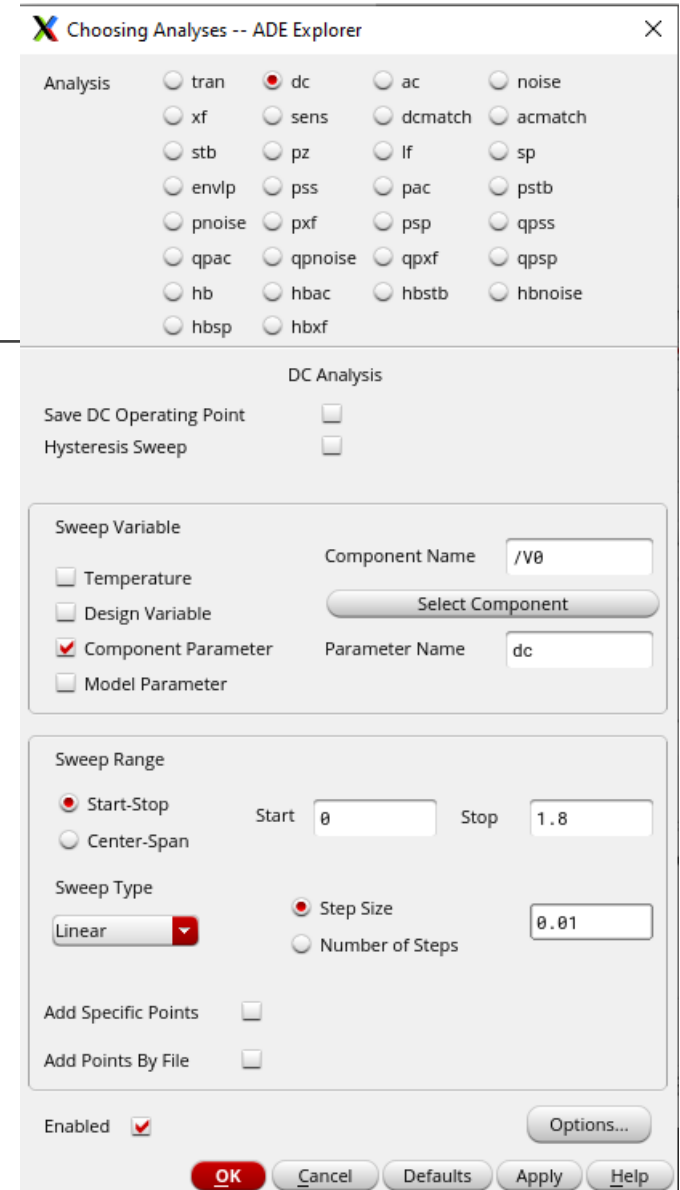 Choosing Analyses -- ADE Explorer
Analysis tran dc ac noise
xf sens dcmatch acmatch
stb pz lf sp
envlp pss pac pstb
pnoise pxf psp qpss
qpac qpnoise qpxf qpsp
hb hbac hbstb hbnoise
hbsp hbxf
DC Analysis
Save DC Operating Point
Hysteresis Sweep
Sweep Variable
Component Name /V0
Temperature
Select Component
Design Variable
Component Parameter Parameter Name dc
Model Parameter
Sweep Range
Start-Stop Start 0 Stop 1.8
Center-Span
Sweep Type
Step Size
Linear 0.01
Number of Steps
Add Specific Points
Add Points By File
Enabled Options...
OK Cancel Defaults Apply Help